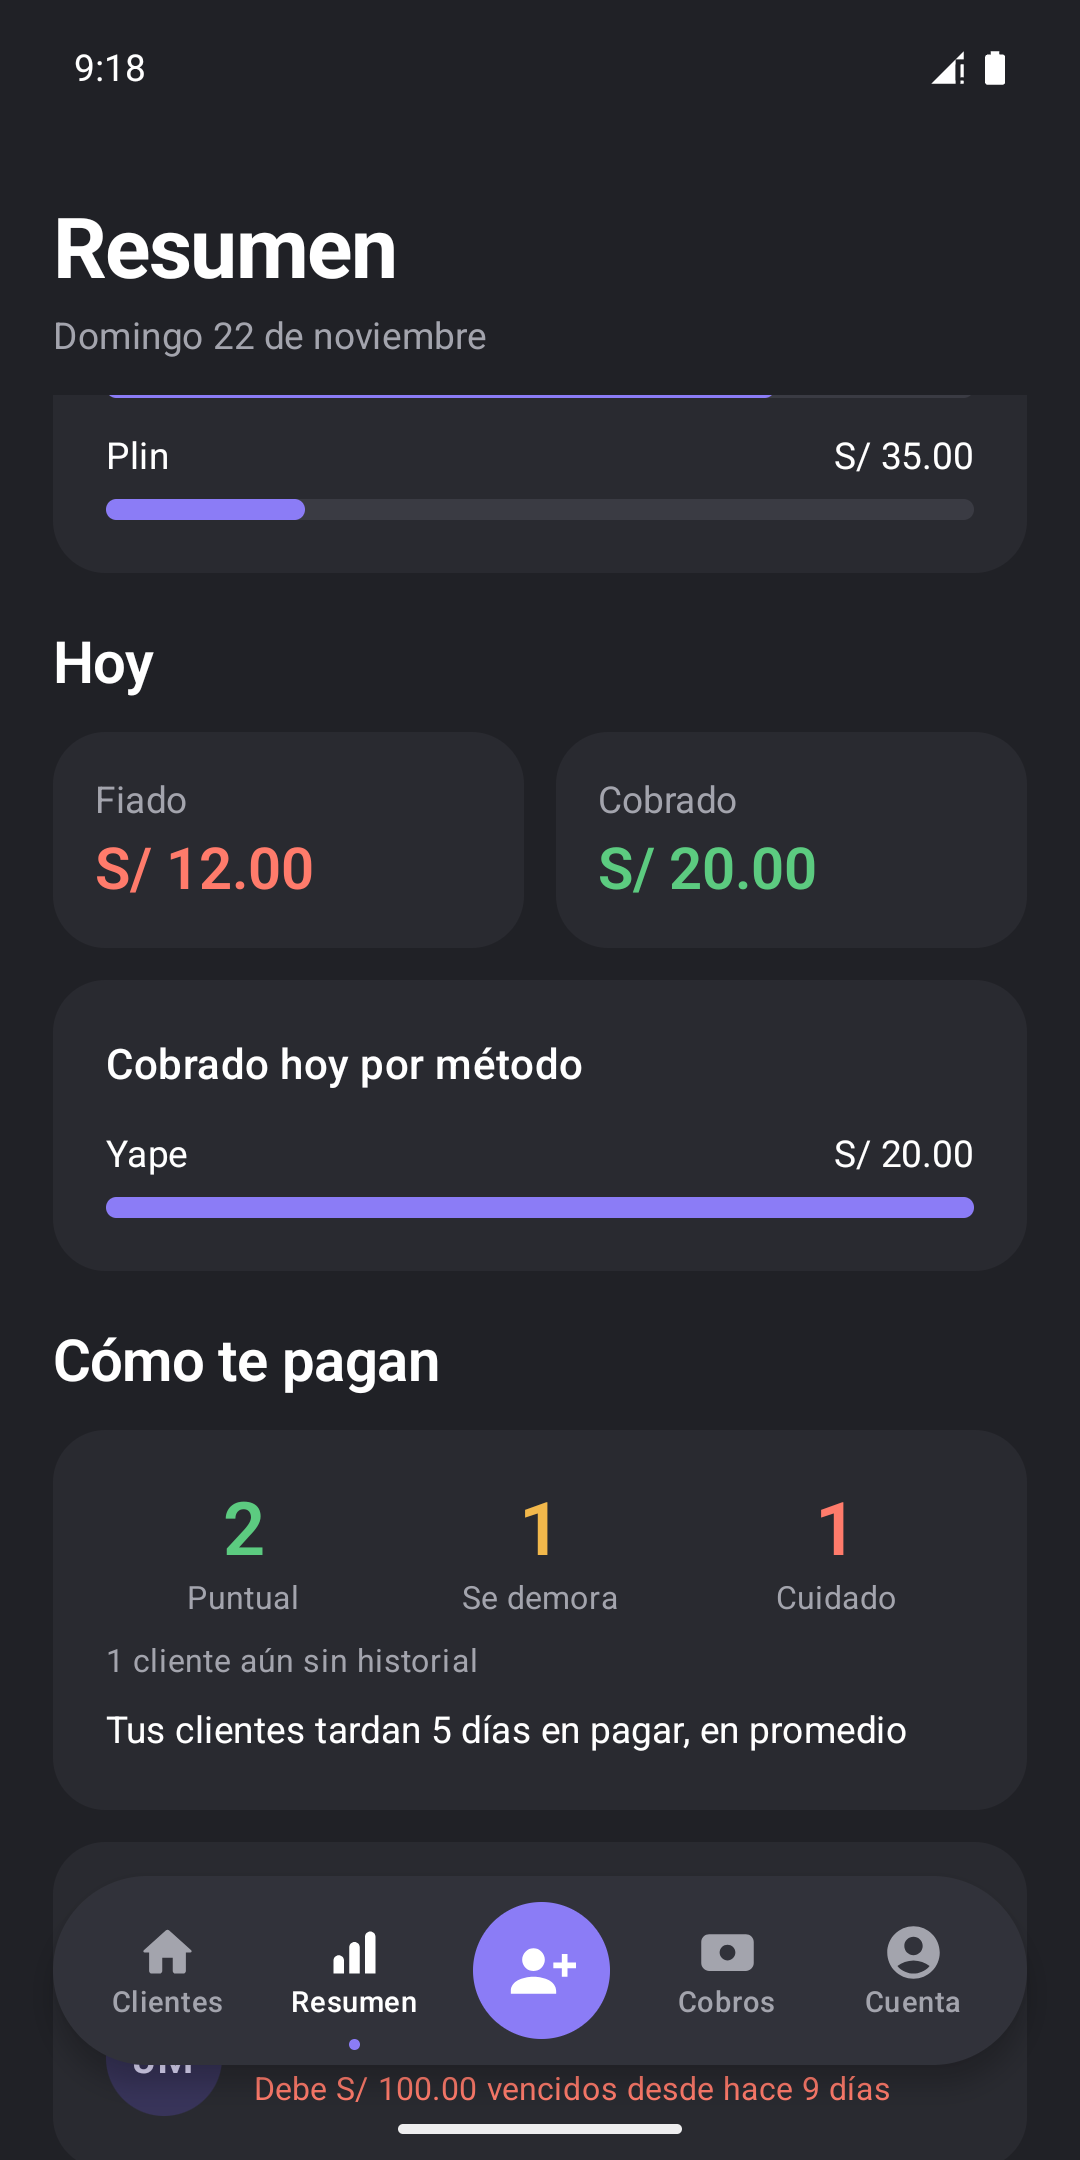 9:18
Resumen
Domingo 22 de noviembre
Plin S/ 35.00
Hoy
Fiado Cobrado
S/ 12.00 S/ 20.00
Cobrado hoy por método
Yape S/ 20.00
Cómo te pagan
2 1 1
Puntual Se demora Cuidado
1 cliente aún sin historial
Tus clientes tardan 5 días en pagar, en promedio
Clientes Resumen Cobros Cuenta
Debe S/ 100.00 vencidos desde hace 9 días